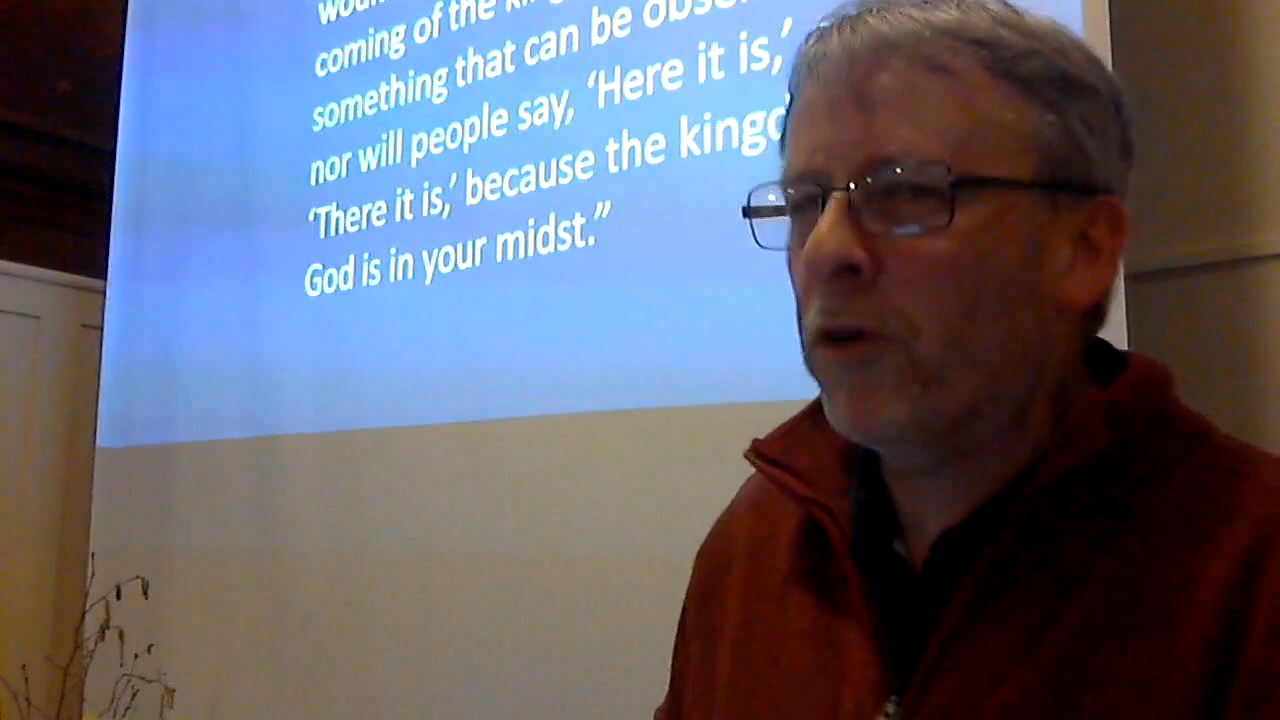 coming of the
something that can be
nor will people say, ‘Here it is,’
‘There it is,’ because the
God is in your midst.”